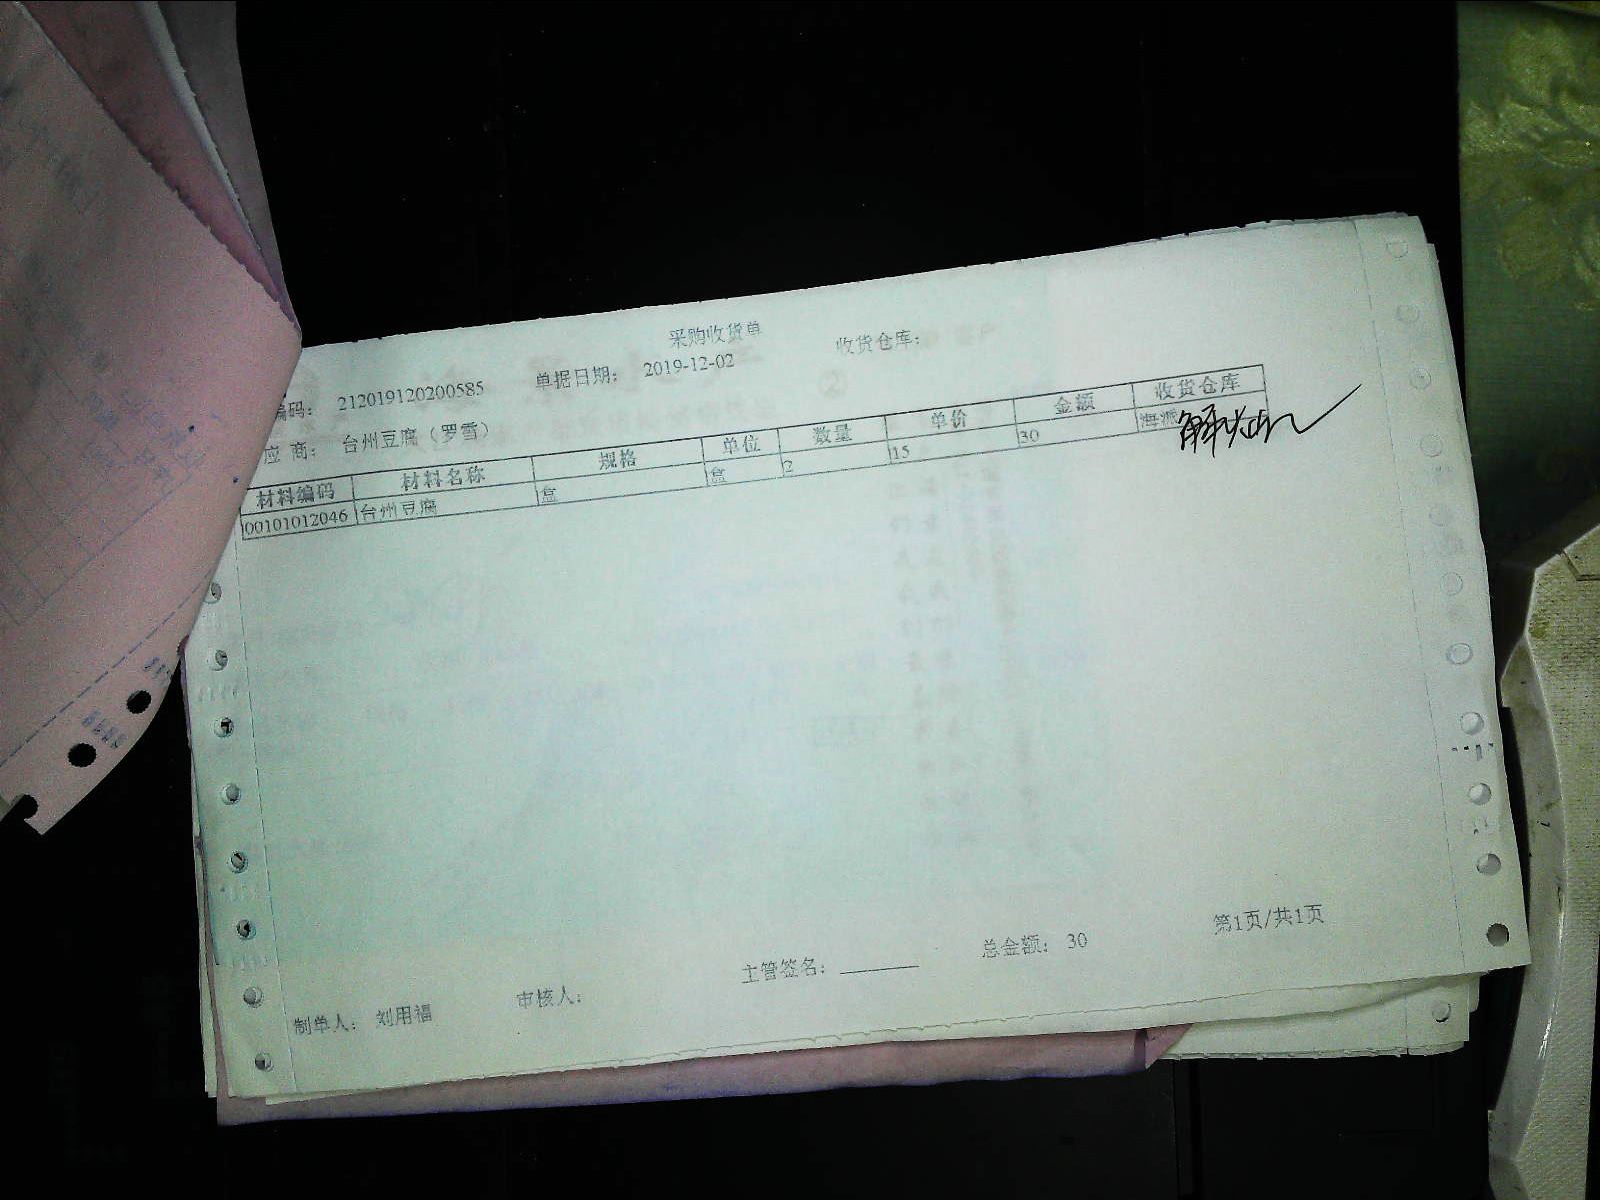 采购收货单
编码： 212019120200585 单据日期： 2019-12-02 收货仓库：
应 商： 台州豆腐（罗雪）
材料编码 材料名称 规格 单位 数量 单价 金额 收货仓库
00101012046 台州豆腐 盒 盒 2 15 30 海派
制单人： 刘用福 审核人： 主管签名： 总金额： 30 第1页/共1页